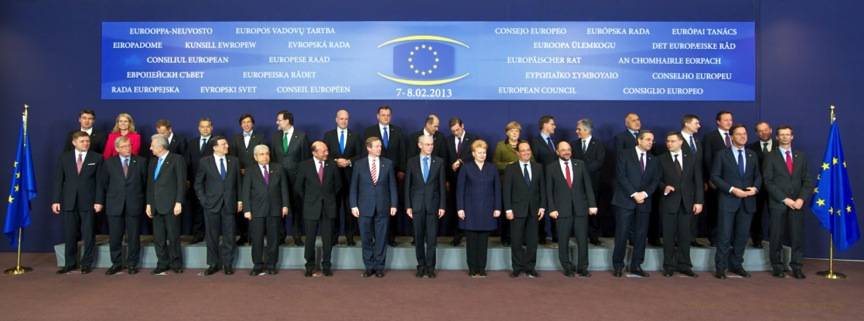 EUROOPPA-NEUVOSTO EUROPOS VADOVŲ TARYBA CONSEJO EUROPEO EURÓPSKA RADA EURÓPAI TANÁCS
EIROPADOME KUNSILL EWROPEW EVROPSKÁ RADA EUROOPA ÜLEMKOGU DET EUROPÆISKE RÅD
CONSILIUL EUROPEAN EUROPESE RAAD EUROPÄISCHER RAT AN CHOMHAIRLE EORPACH
ЕВРОПЕЙСКИ СЪВЕТ EUROPEISKA RÅDET ΕΥΡΩΠΑΪΚΟ ΣΥΜΒΟΥΛΙΟ CONSELHO EUROPEU
RADA EUROPEJSKA EVROPSKI SVET CONSEIL EUROPÉEN EUROPEAN COUNCIL CONSIGLIO EUROPEO
7-8.02.2013